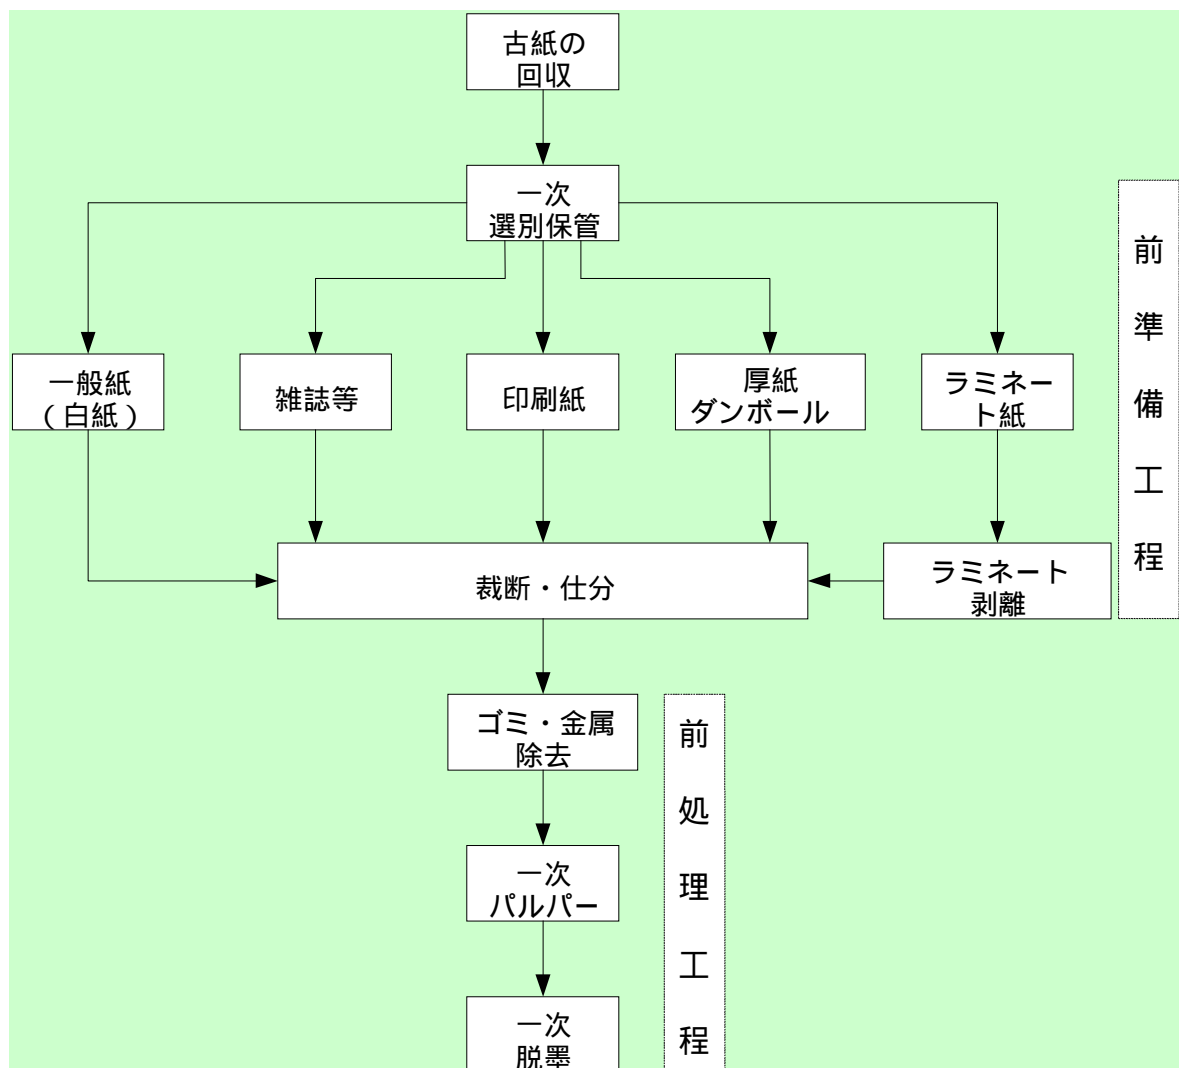 古紙の
回収
一次
選別保管
一般紙
（白紙）
雑誌等
印刷紙
厚紙
ダンボール
ラミネー
ト紙
裁断・仕分
ラミネート
剥離
前
準
備
工
程
ゴミ・金属
除去
一次
パルパー
一次
脱墨
前
処
理
工
程